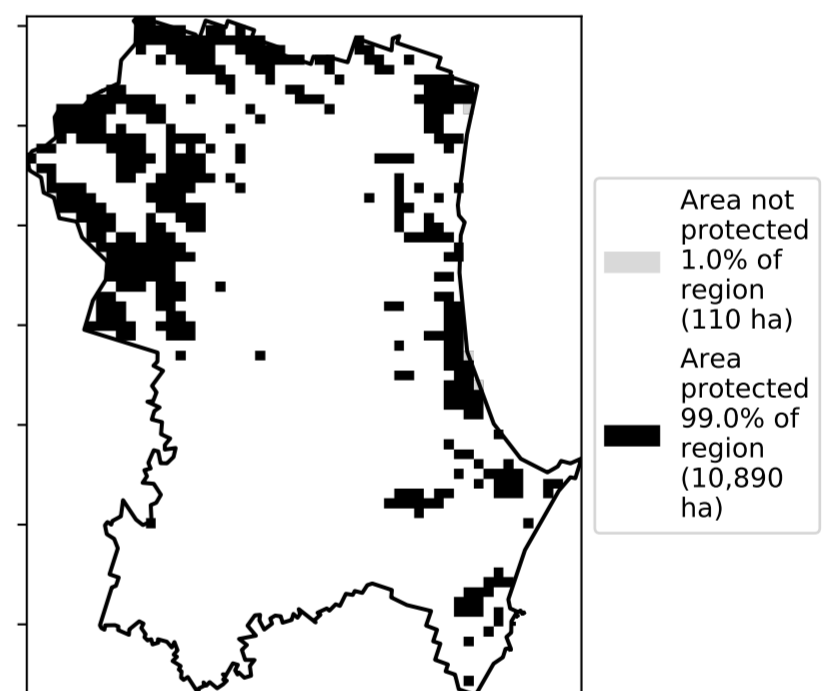 Area not
protected
1.0% of
region
(110 ha)
Area
protected
99.0% of
region
(10,890
ha)